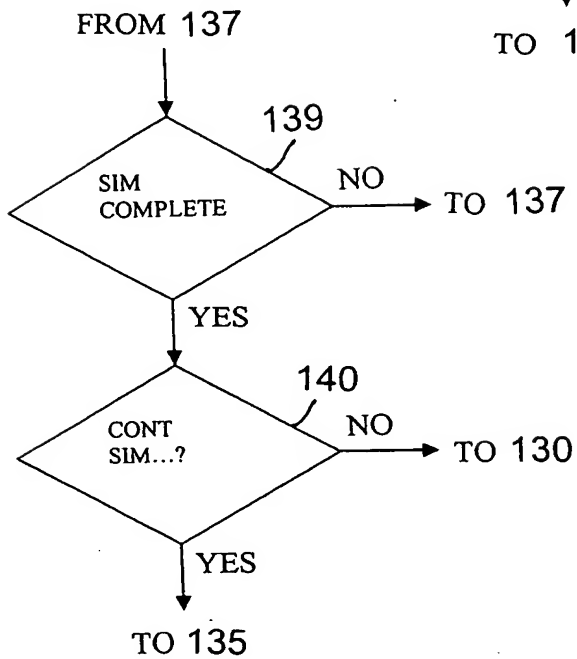 FROM 137
TO 1
139
SIM
COMPLETE
NO
TO 137
YES
140
CONT
SIM...?
NO
TO 130
YES
TO 135